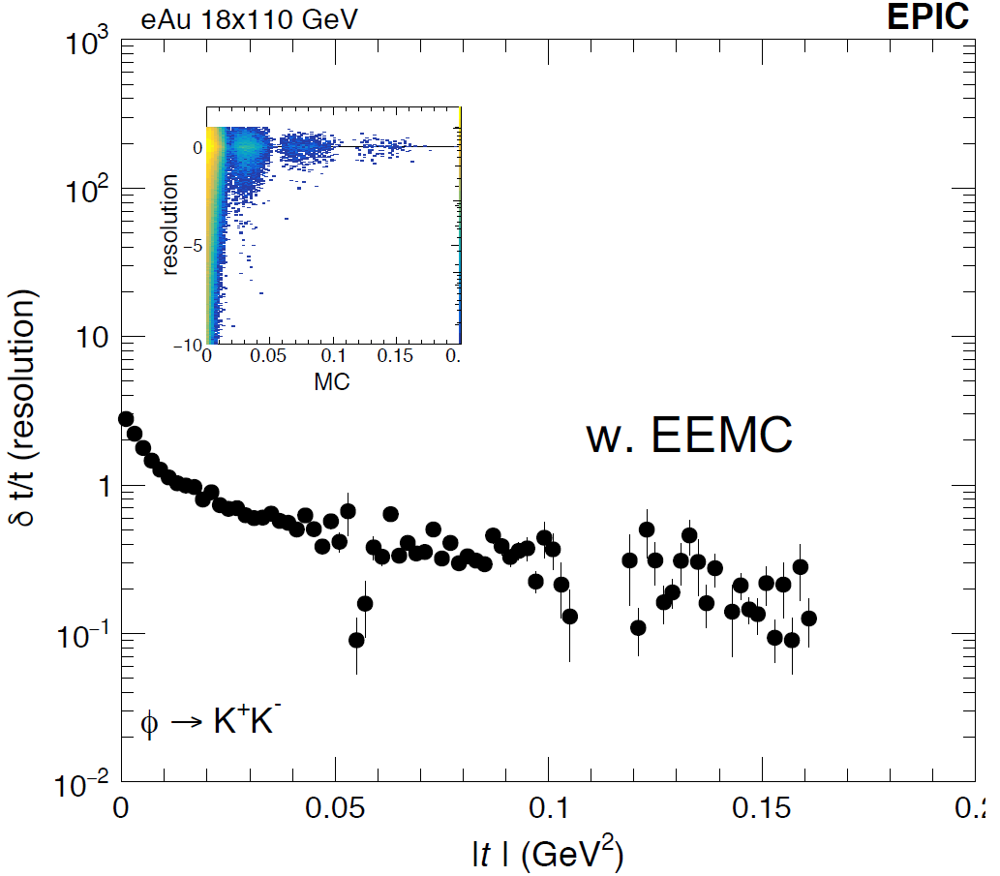 eAu 18x110 GeV
EPIC
10³
10²
10
1
10⁻¹
10⁻²
δ t/t (resolution)
0
−5
−10
resolution
0 0.05 0.1 0.15 0.
MC
w. EEMC
ϕ → K⁺K⁻
0 0.05 0.1 0.15 0.2
|t | (GeV²)